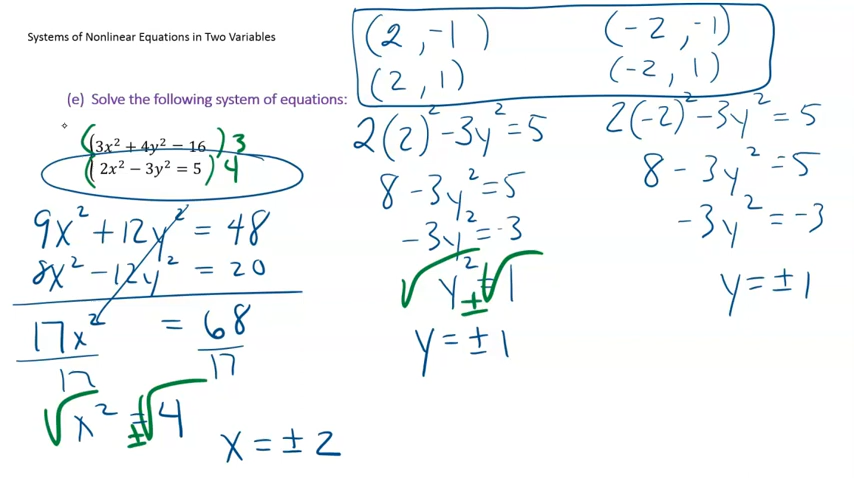 Systems of Nonlinear Equations in Two Variables
(e) Solve the following system of equations:
(3x² + 4y² − 16) 3
(2x² − 3y² = 5) 4
9x² + 12y² = 48
8x² − 12y² = 20
17x² = 68
17 17
√x² = ±√4
x = ± 2
(2, -1) (-2, -1)
(2, 1) (-2, 1)
2(2)² − 3y² = 5
8 − 3y² = 5
−3y² = -3
√y² = ±√1
y = ± 1
2(-2)² − 3y² = 5
8 − 3y² = 5
−3y² = −3
y = ± 1